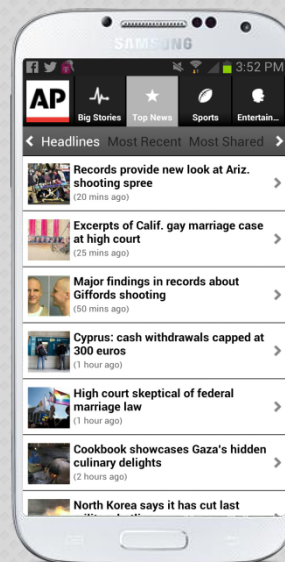 SAMSUNG
3:52 PM
AP
Big Stories
Top News
Sports
Entertain...
Headlines
Most Recent
Most Shared
Records provide new look at Ariz.
shooting spree
(20 mins ago)
Excerpts of Calif. gay marriage case
at high court
(25 mins ago)
Major findings in records about
Giffords shooting
(50 mins ago)
Cyprus: cash withdrawals capped at
300 euros
(1 hour ago)
High court skeptical of federal
marriage law
(1 hour ago)
Cookbook showcases Gaza's hidden
culinary delights
(2 hours ago)
North Korea says it has cut last